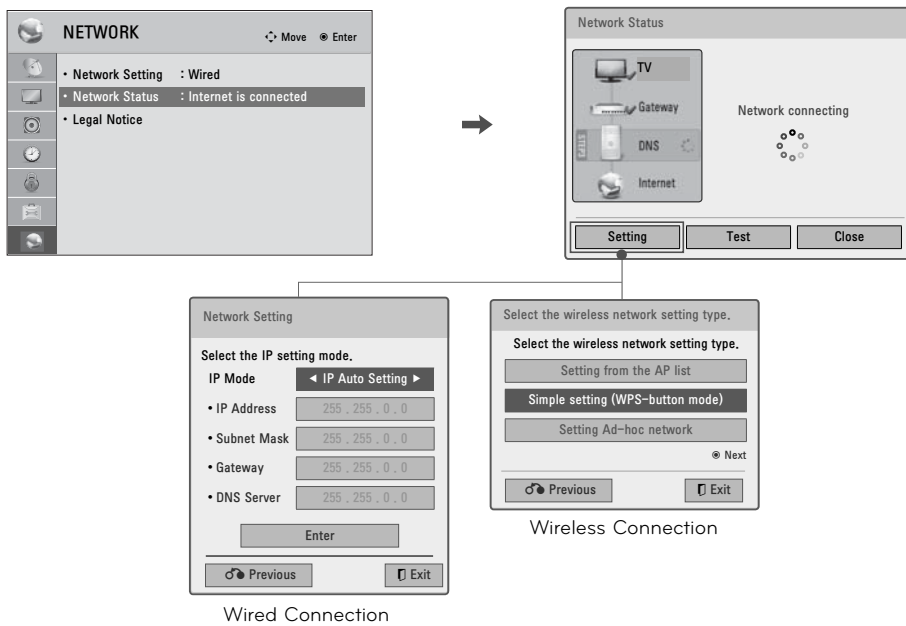 NETWORK
Move Enter
• Network Setting : Wired
• Network Status : Internet is connected
• Legal Notice
Network Status
TV
Gateway
DNS
Internet
Network connecting
Setting Test Close
Network Setting
Select the IP setting mode.
IP Mode ◄ IP Auto Setting ►
• IP Address 255 . 255 . 0 . 0
• Subnet Mask 255 . 255 . 0 . 0
• Gateway 255 . 255 . 0 . 0
• DNS Server 255 . 255 . 0 . 0
Enter
Previous Exit
Wired Connection
Select the wireless network setting type.
Select the wireless network setting type.
Setting from the AP list
Simple setting (WPS-button mode)
Setting Ad-hoc network
Next
Previous Exit
Wireless Connection